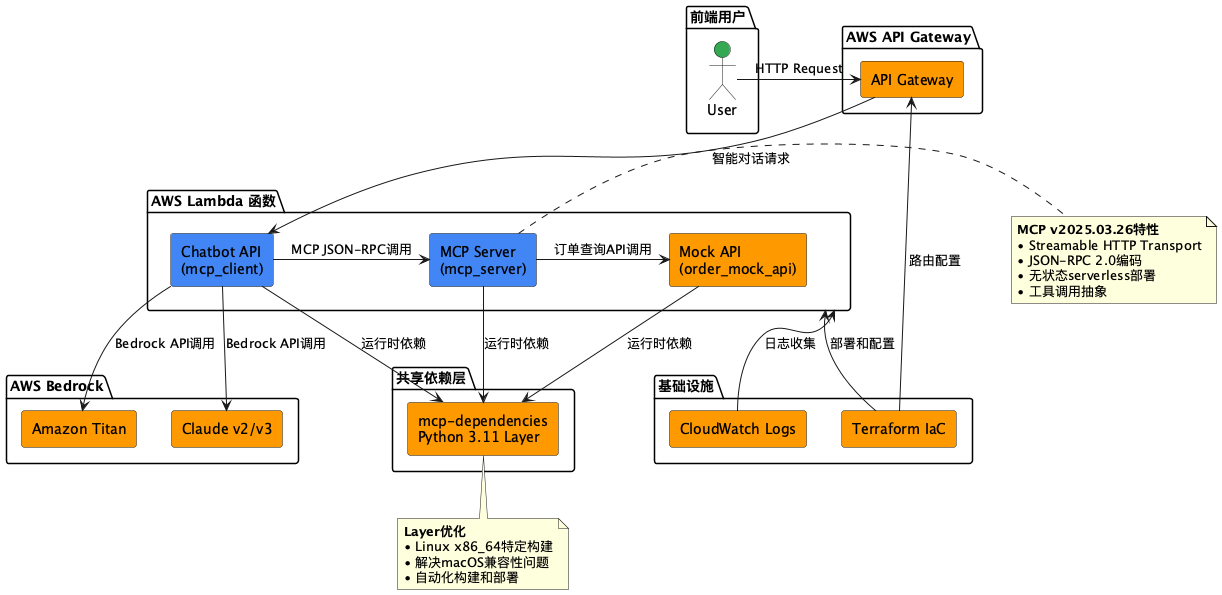 前端用户
User
HTTP Request
AWS API Gateway
API Gateway
智能对话请求
AWS Lambda 函数
Chatbot API
(mcp_client)
MCP JSON-RPC调用
MCP Server
(mcp_server)
订单查询API调用
Mock API
(order_mock_api)
MCP v2025.03.26特性
• Streamable HTTP Transport
• JSON-RPC 2.0编码
• 无状态serverless部署
• 工具调用抽象
路由配置
Bedrock API调用
Bedrock API调用
运行时依赖
运行时依赖
运行时依赖
日志收集
部署和配置
AWS Bedrock
Amazon Titan
Claude v2/v3
共享依赖层
mcp-dependencies
Python 3.11 Layer
基础设施
CloudWatch Logs
Terraform IaC
Layer优化
• Linux x86_64特定构建
• 解决macOS兼容性问题
• 自动化构建和部署